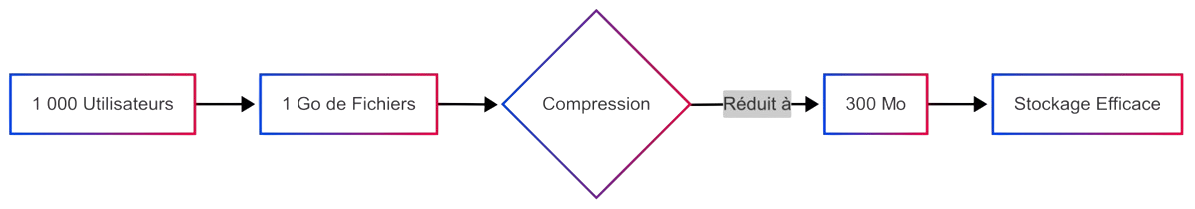 1 000 Utilisateurs
1 Go de Fichiers
Compression
Réduit à
300 Mo
Stockage Efficace